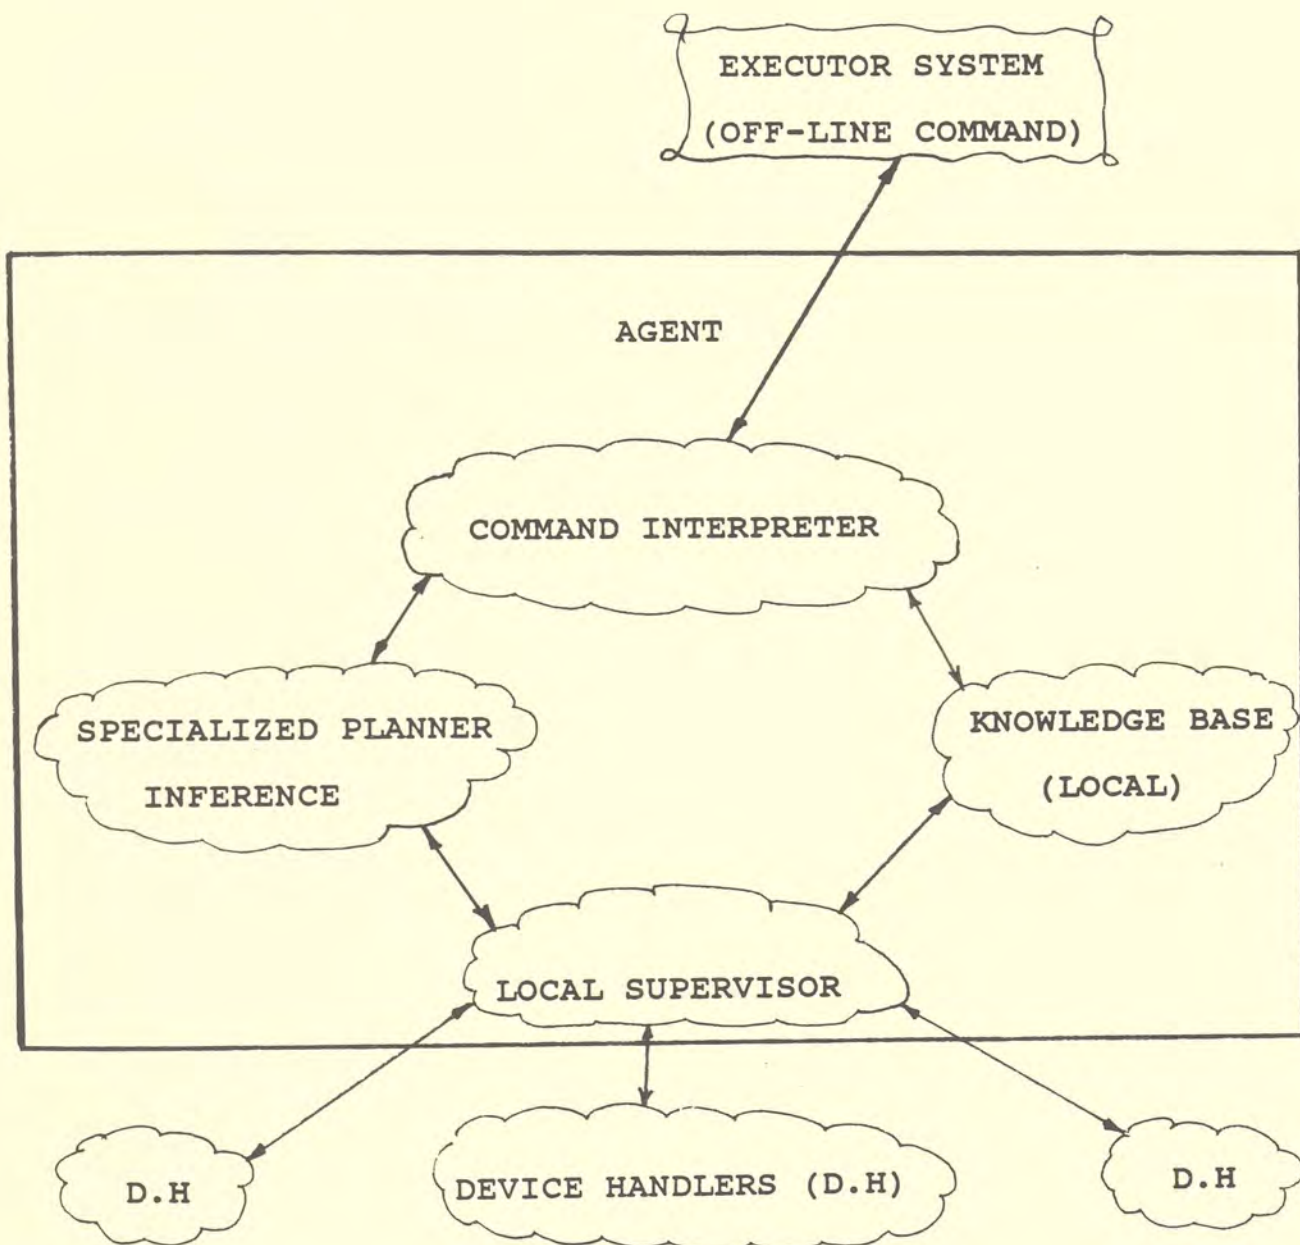 EXECUTOR SYSTEM
(OFF-LINE COMMAND)
AGENT
COMMAND INTERPRETER
SPECIALIZED PLANNER
INFERENCE
KNOWLEDGE BASE
(LOCAL)
LOCAL SUPERVISOR
D.H
DEVICE HANDLERS (D.H)
D.H